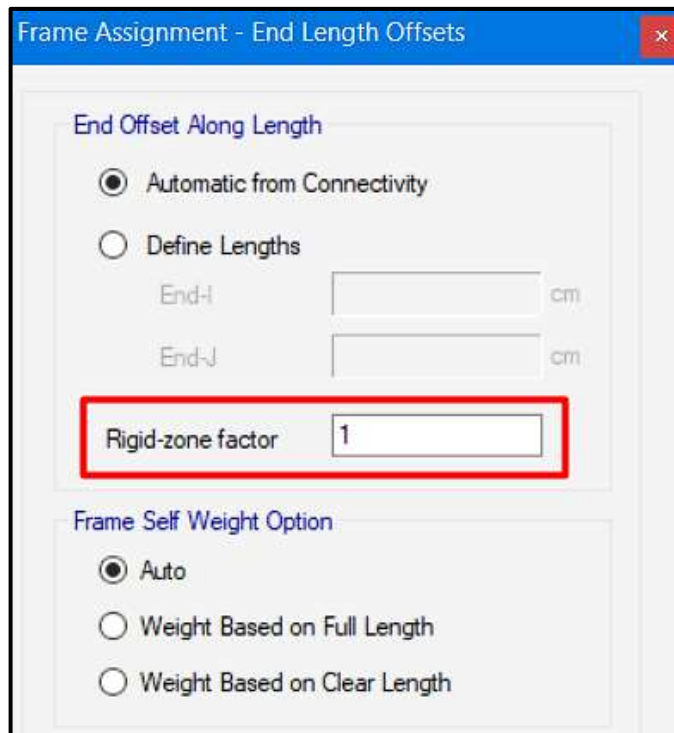 Frame Assignment - End Length Offsets
End Offset Along Length
Automatic from Connectivity
Define Lengths
End-I cm
End-J cm
Rigid-zone factor 1
Frame Self Weight Option
Auto
Weight Based on Full Length
Weight Based on Clear Length